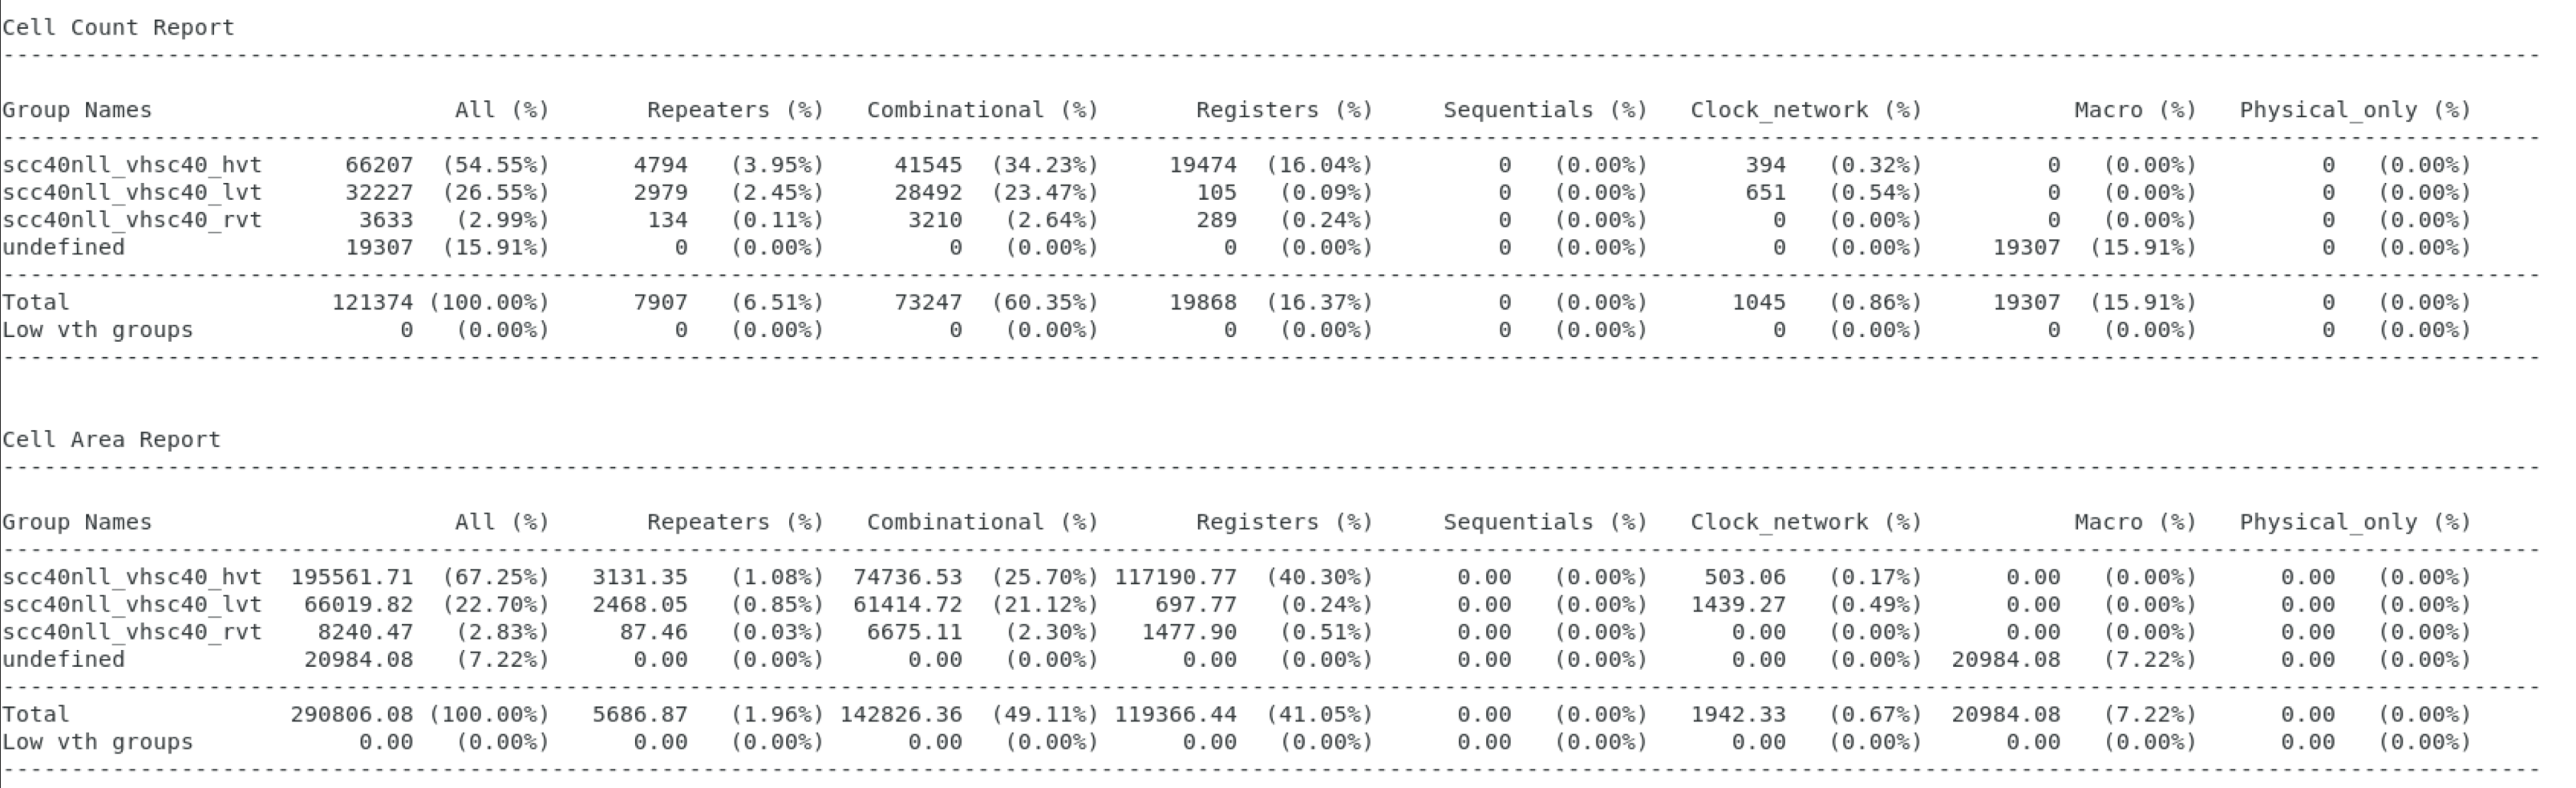 Cell Count Report
--------------------------------------------------------------------------------
Group Names All (%) Repeaters (%) Combinational (%) Registers (%) Sequentials (%) Clock_network (%) Macro (%) Physical_only (%)
--------------------------------------------------------------------------------
scc40nll_vhsc40_hvt 66207 (54.55%) 4794 (3.95%) 41545 (34.23%) 19474 (16.04%) 0 (0.00%) 394 (0.32%) 0 (0.00%) 0 (0.00%)
scc40nll_vhsc40_lvt 32227 (26.55%) 2979 (2.45%) 28492 (23.47%) 105 (0.09%) 0 (0.00%) 651 (0.54%) 0 (0.00%) 0 (0.00%)
scc40nll_vhsc40_rvt 3633 (2.99%) 134 (0.11%) 3210 (2.64%) 289 (0.24%) 0 (0.00%) 0 (0.00%) 0 (0.00%) 0 (0.00%)
undefined 19307 (15.91%) 0 (0.00%) 0 (0.00%) 0 (0.00%) 0 (0.00%) 0 (0.00%) 19307 (15.91%) 0 (0.00%)
--------------------------------------------------------------------------------
Total 121374 (100.00%) 7907 (6.51%) 73247 (60.35%) 19868 (16.37%) 0 (0.00%) 1045 (0.86%) 19307 (15.91%) 0 (0.00%)
Low vth groups 0 (0.00%) 0 (0.00%) 0 (0.00%) 0 (0.00%) 0 (0.00%) 0 (0.00%) 0 (0.00%) 0 (0.00%)
--------------------------------------------------------------------------------
Cell Area Report
--------------------------------------------------------------------------------
Group Names All (%) Repeaters (%) Combinational (%) Registers (%) Sequentials (%) Clock_network (%) Macro (%) Physical_only (%)
--------------------------------------------------------------------------------
scc40nll_vhsc40_hvt 195561.71 (67.25%) 3131.35 (1.08%) 74736.53 (25.70%) 117190.77 (40.30%) 0.00 (0.00%) 503.06 (0.17%) 0.00 (0.00%) 0.00 (0.00%)
scc40nll_vhsc40_lvt 66019.82 (22.70%) 2468.05 (0.85%) 61414.72 (21.12%) 697.77 (0.24%) 0.00 (0.00%) 1439.27 (0.49%) 0.00 (0.00%) 0.00 (0.00%)
scc40nll_vhsc40_rvt 8240.47 (2.83%) 87.46 (0.03%) 6675.11 (2.30%) 1477.90 (0.51%) 0.00 (0.00%) 0.00 (0.00%) 0.00 (0.00%) 0.00 (0.00%)
undefined 20984.08 (7.22%) 0.00 (0.00%) 0.00 (0.00%) 0.00 (0.00%) 0.00 (0.00%) 0.00 (0.00%) 20984.08 (7.22%) 0.00 (0.00%)
--------------------------------------------------------------------------------
Total 290806.08 (100.00%) 5686.87 (1.96%) 142826.36 (49.11%) 119366.44 (41.05%) 0.00 (0.00%) 1942.33 (0.67%) 20984.08 (7.22%) 0.00 (0.00%)
Low vth groups 0.00 (0.00%) 0.00 (0.00%) 0.00 (0.00%) 0.00 (0.00%) 0.00 (0.00%) 0.00 (0.00%) 0.00 (0.00%) 0.00 (0.00%)
--------------------------------------------------------------------------------